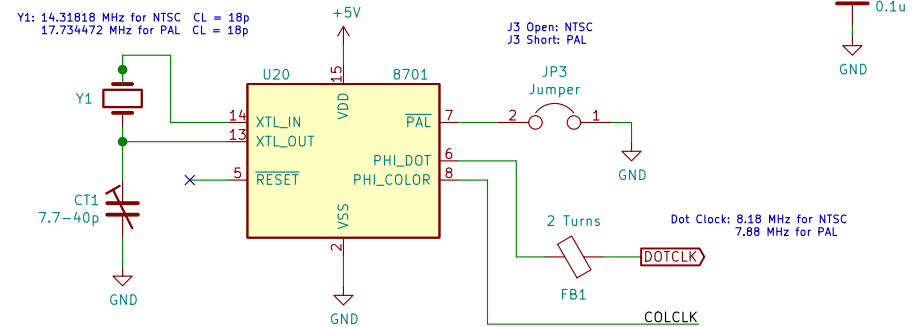 Y1: 14.31818 MHz for NTSC CL = 18p
17.734472 MHz for PAL CL = 18p
+5V
J3 Open: NTSC
J3 Short: PAL
0.1u
GND
U20
8701
15
VDD
JP3
Jumper
Y1
14
XTL_IN
PAL
7
2
1
13
XTL_OUT
PHI_DOT
6
5
RESET
PHI_COLOR
8
GND
CT1
7.7-40p
VSS
2
2 Turns
Dot Clock: 8.18 MHz for NTSC
7.88 MHz for PAL
DOTCLK
FB1
GND
GND
COLCLK